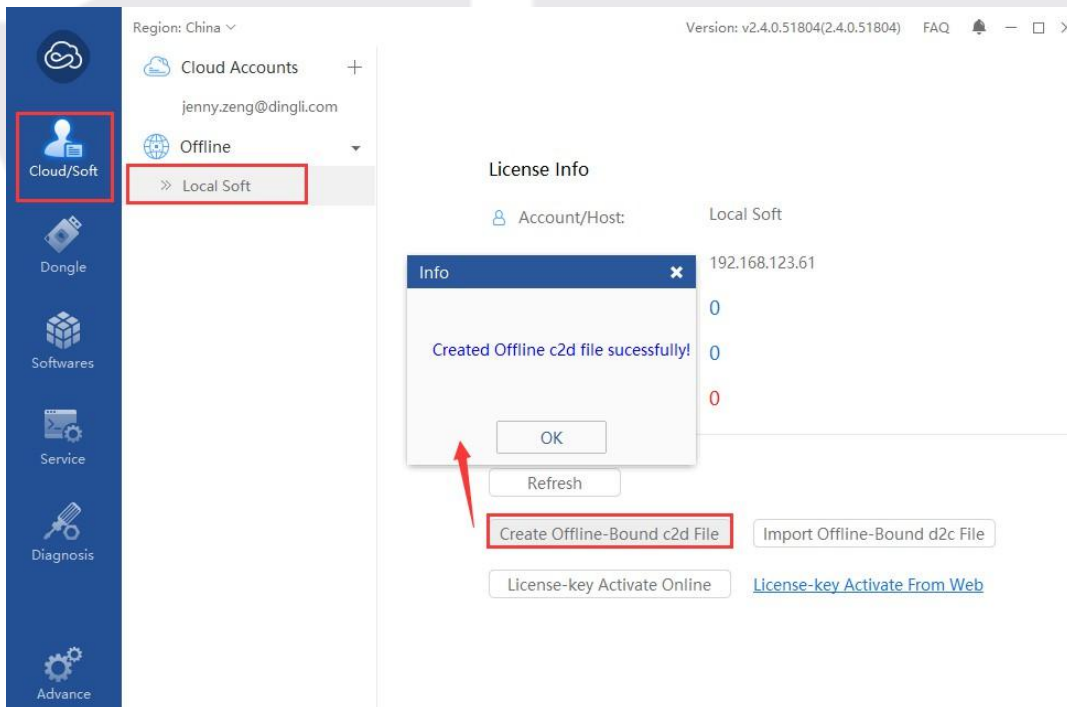 Region: China
Version: v2.4.0.51804(2.4.0.51804) FAQ
Cloud Accounts
jenny.zeng@dingli.com
Offline
Local Soft
Cloud/Soft
Dongle
Softwares
Service
Diagnosis
Advance
License Info
Account/Host: Local Soft
192.168.123.61
0
0
0
Info
Created Offline c2d file sucessfully!
OK
Refresh
Create Offline-Bound c2d File Import Offline-Bound d2c File
License-key Activate Online License-key Activate From Web